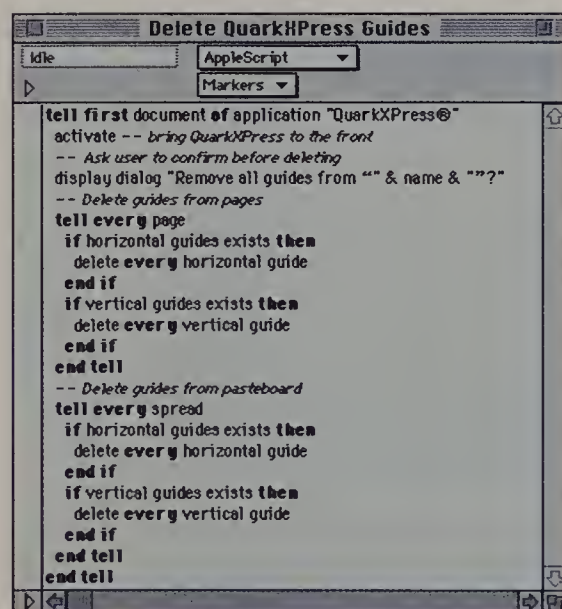 Delete QuarkXPress Guides
Idle
AppleScript
Markers
tell first document of application "QuarkXPress®"
activate -- bring QuarkXPress to the front
-- Ask user to confirm before deleting
display dialog "Remove all guides from “" & name & "”?"
-- Delete guides from pages
tell every page
if horizontal guides exists then
delete every horizontal guide
end if
if vertical guides exists then
delete every vertical guide
end if
end tell
-- Delete guides from pasteboard
tell every spread
if horizontal guides exists then
delete every horizontal guide
end if
if vertical guides exists then
delete every vertical guide
end if
end tell
end tell